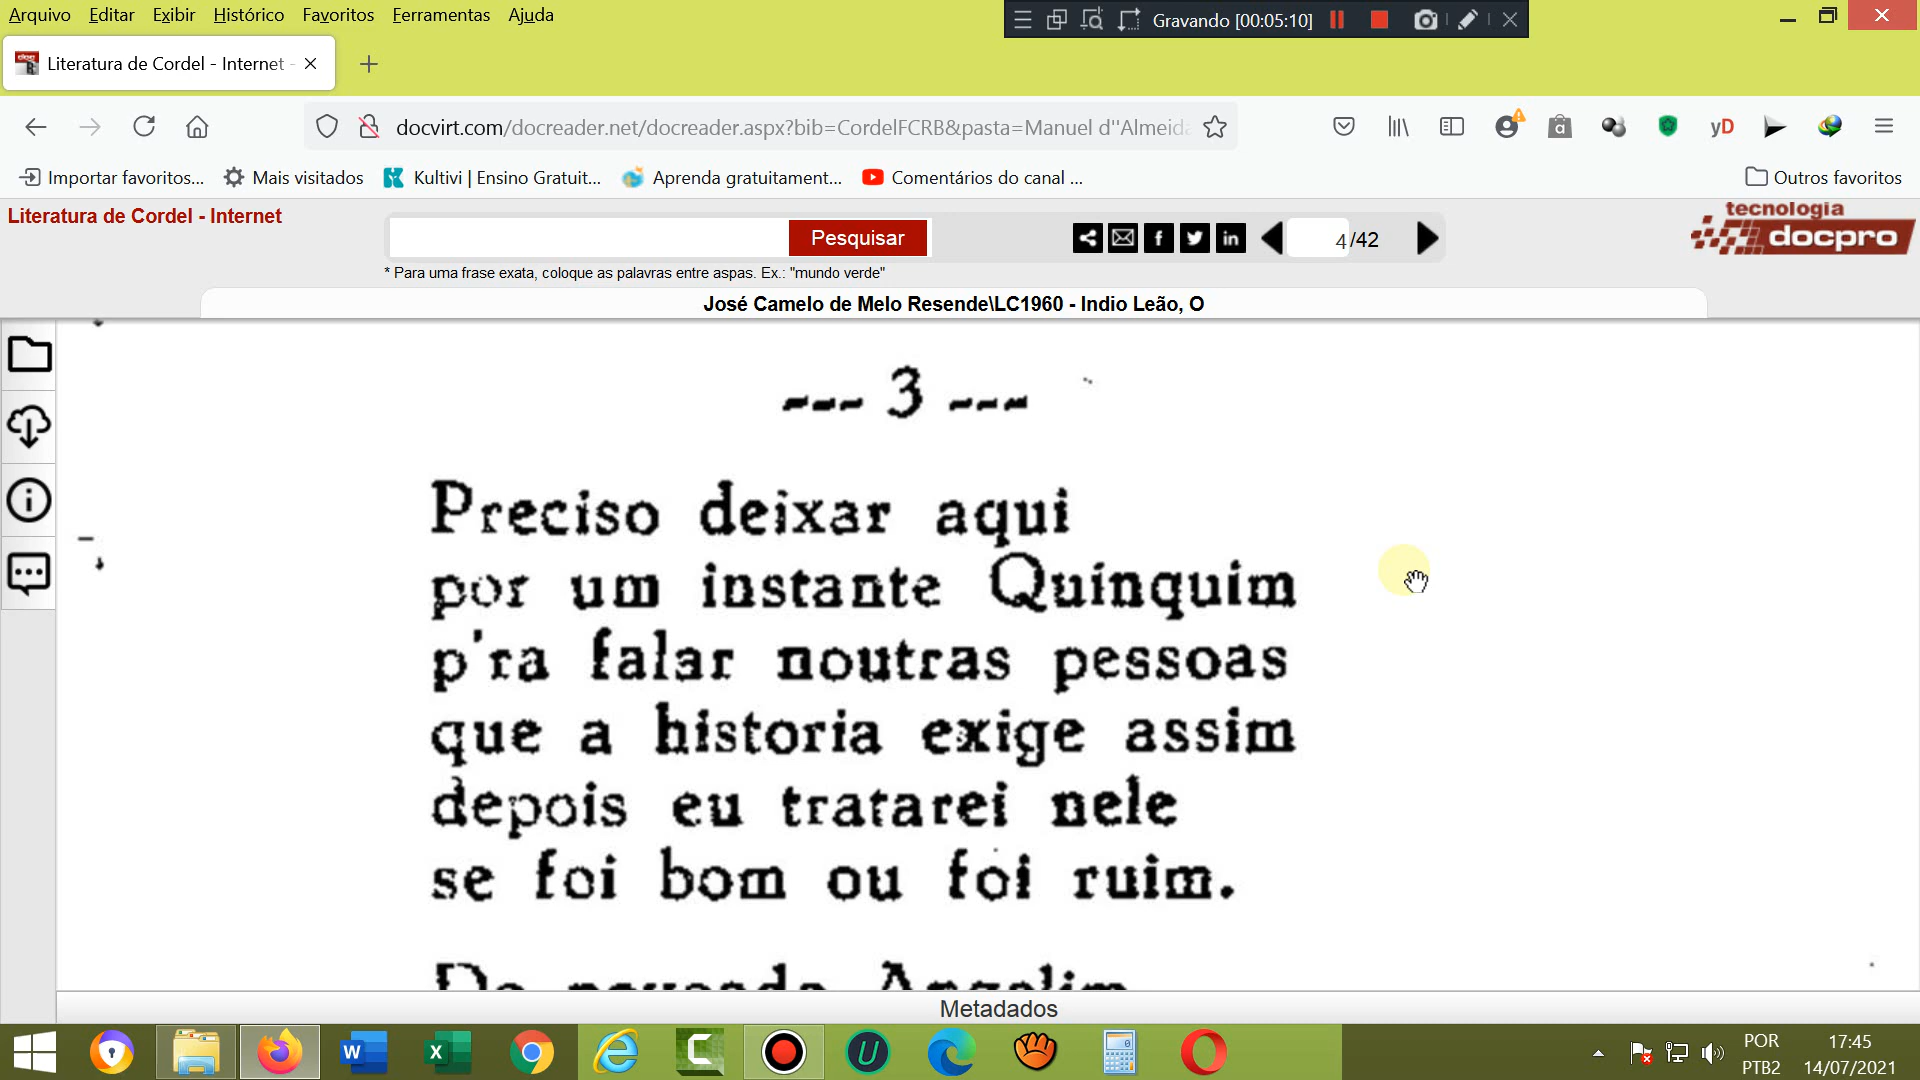 Arquivo Editar Exibir Histórico Favoritos Ferramentas Ajuda
Gravando [00:05:10]
Literatura de Cordel - Internet -
docvirt.com/docreader.net/docreader.aspx?bib=CordelFCRB&pasta=Manuel d''Almeida
Importar favoritos... Mais visitados Kultivi | Ensino Gratuit... Aprenda gratuitament... Comentários do canal ... Outros favoritos
Literatura de Cordel - Internet
Pesquisar
4 /42
tecnologia
docpro
* Para uma frase exata, coloque as palavras entre aspas. Ex.: "mundo verde"
José Camelo de Melo Resende\LC1960 - Indio Leão, O
--- 3 ---
Preciso deixar aqui
por um instante Quinquim
p'ra falar noutras pessoas
que a historia exige assim
depois eu tratarei nele
se foi bom ou foi ruim.
Do povoado Angelim
Metadados
POR
PTB2
17:45
14/07/2021